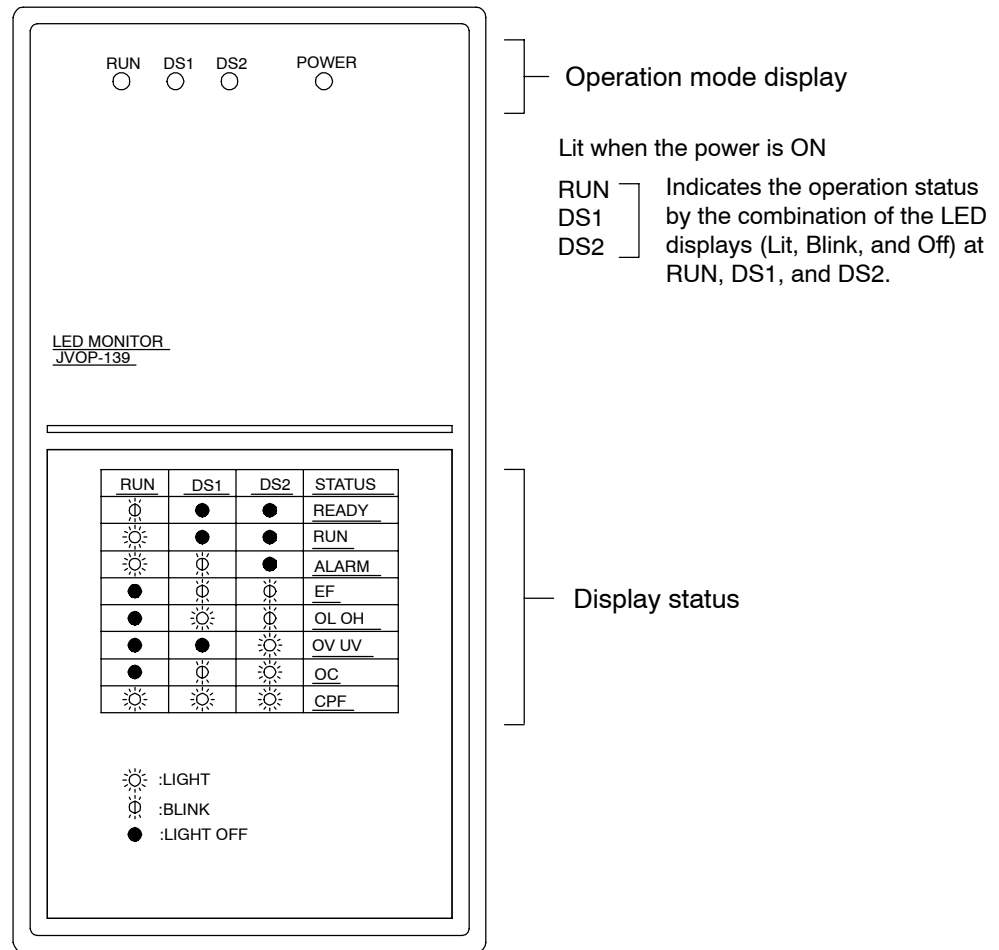 RUN DS1 DS2 POWER
Operation mode display
Lit when the power is ON
RUN
DS1
DS2
Indicates the operation status
by the combination of the LED
displays (Lit, Blink, and Off) at
RUN, DS1, and DS2.
LED MONITOR
JVOP-139
RUN DS1 DS2 STATUS
READY
RUN
ALARM
EF
OL OH
OV UV
OC
CPF
Display status
:LIGHT
:BLINK
:LIGHT OFF